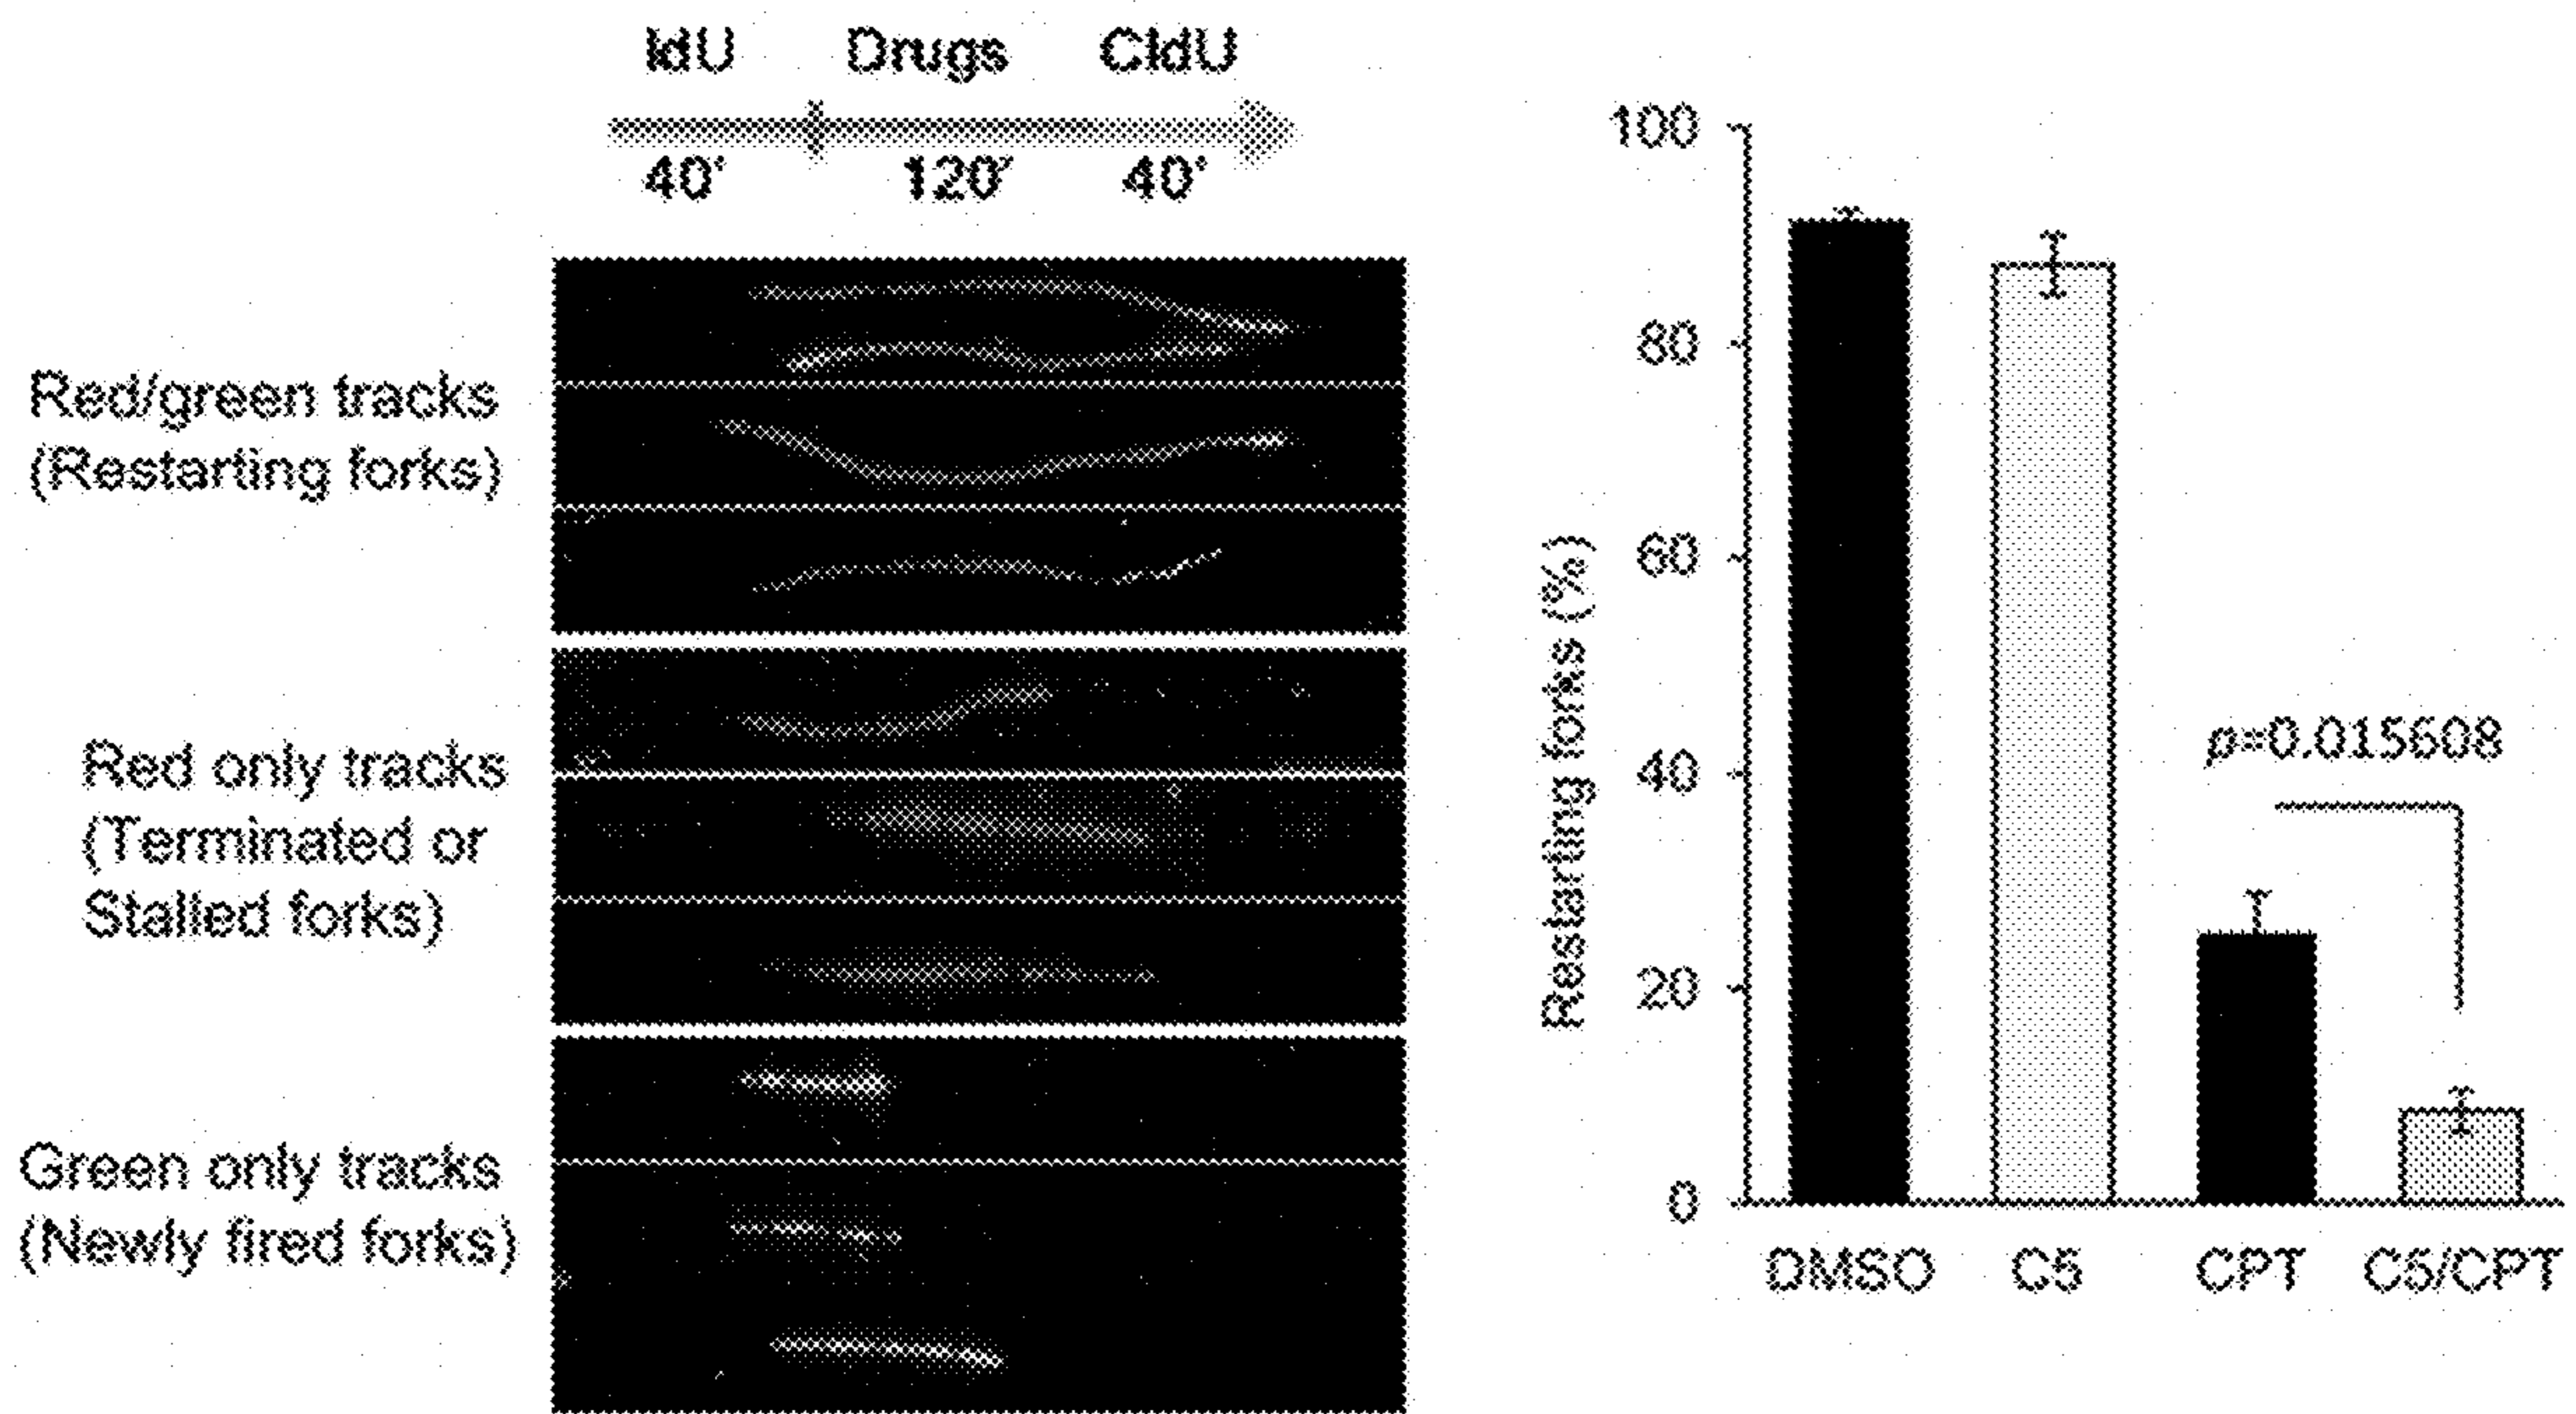 IdU Drugs CldU
40' 120' 40'
Red/green tracks
(Restarting forks)
Red only tracks
(Terminated or
Stalled forks)
Green only tracks
(Newly fired forks)
Restarting forks (%)
100
80
60
40
20
0
p=0.015608
DMSO C5 CPT C5/CPT